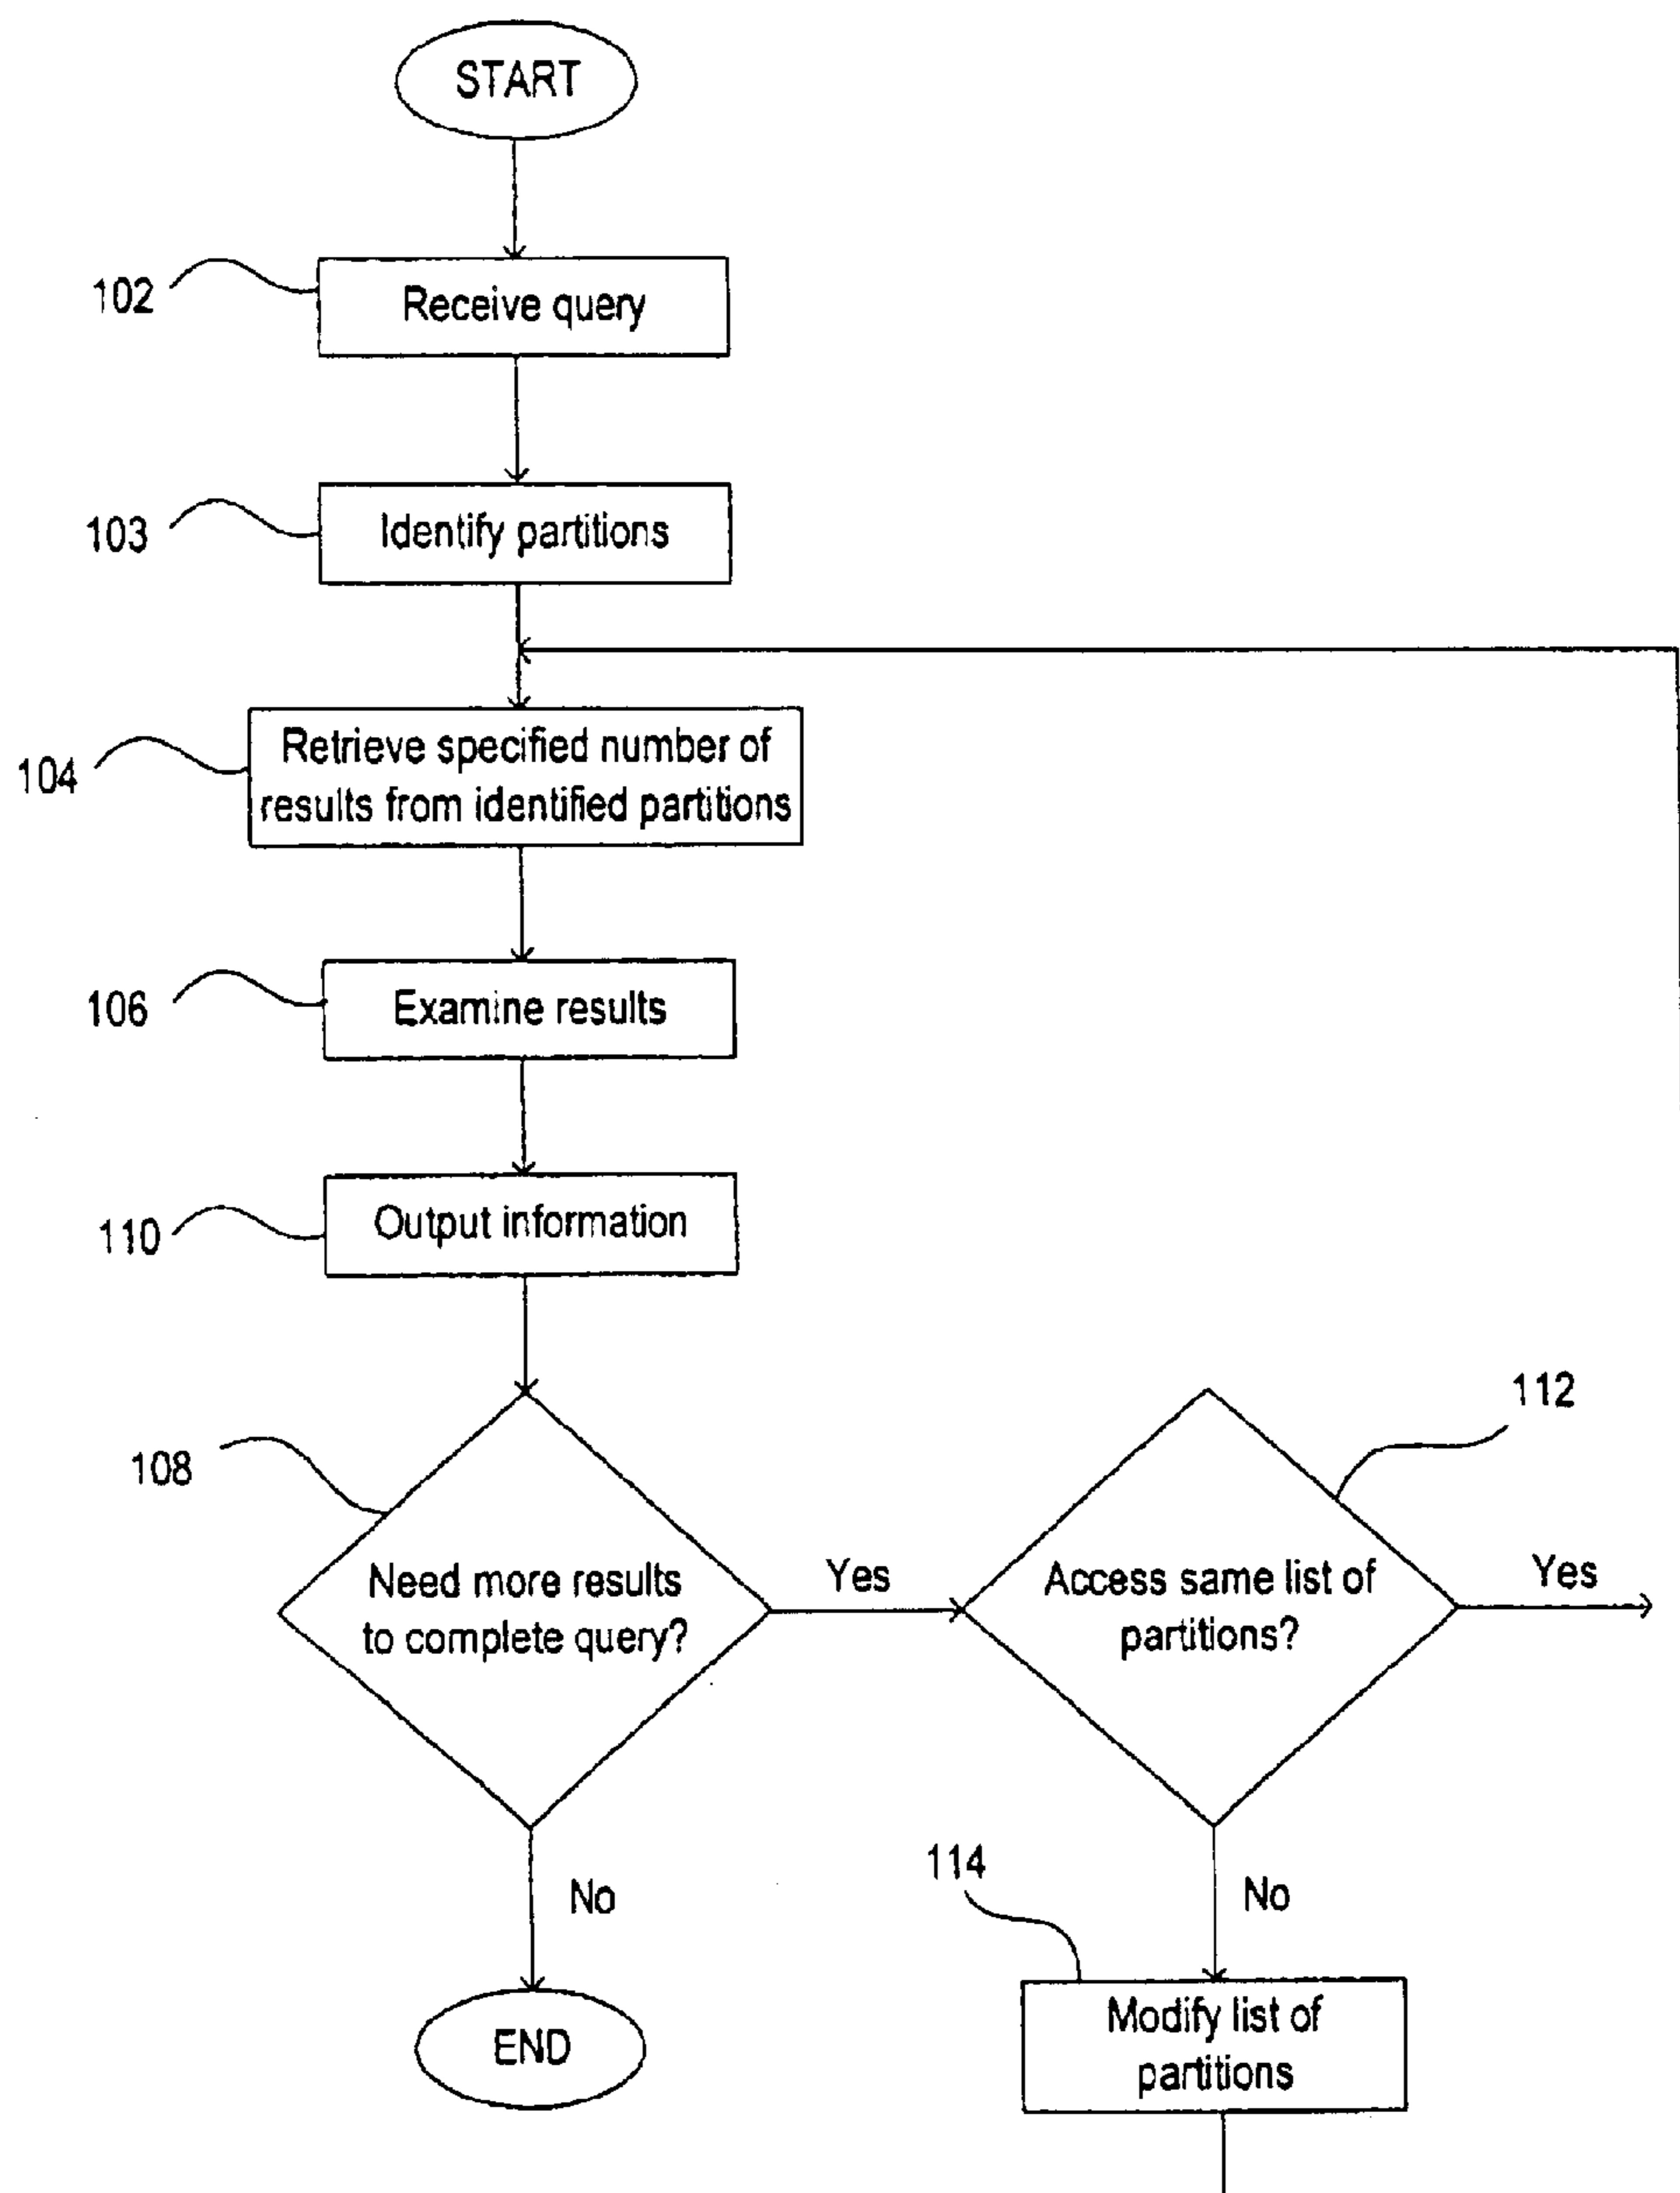 START
102
Receive query
103
Identify partitions
104
Retrieve specified number of
results from identified partitions
106
Examine results
110
Output information
108
Need more results
to complete query?
Yes
112
Access same list of
partitions?
Yes
No
END
114
No
Modify list of
partitions